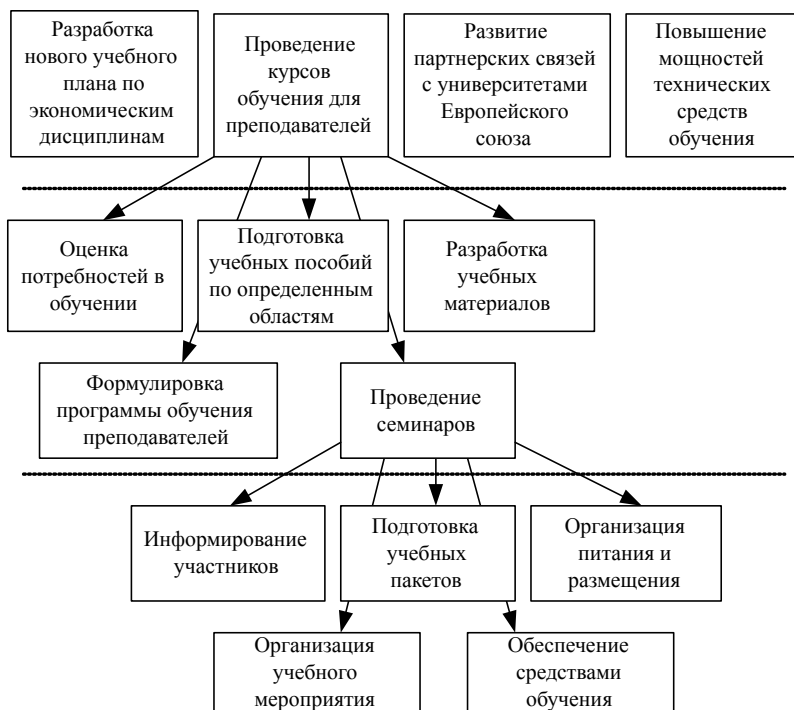 Разработка
нового учебного
плана по
экономическим
дисциплинам
Проведение
курсов
обучения для
преподавателей
Развитие
партнерских связей
с университетами
Европейского
союза
Повышение
мощностей
технических
средств
обучения
Оценка
потребностей в
обучении
Подготовка
учебных пособий
по определенным
областям
Разработка
учебных
материалов
Формулировка
программы обучения
преподавателей
Проведение
семинаров
Информирование
участников
Подготовка
учебных
пакетов
Организация
питания и
размещения
Организация
учебного
мероприятия
Обеспечение
средствами
обучения